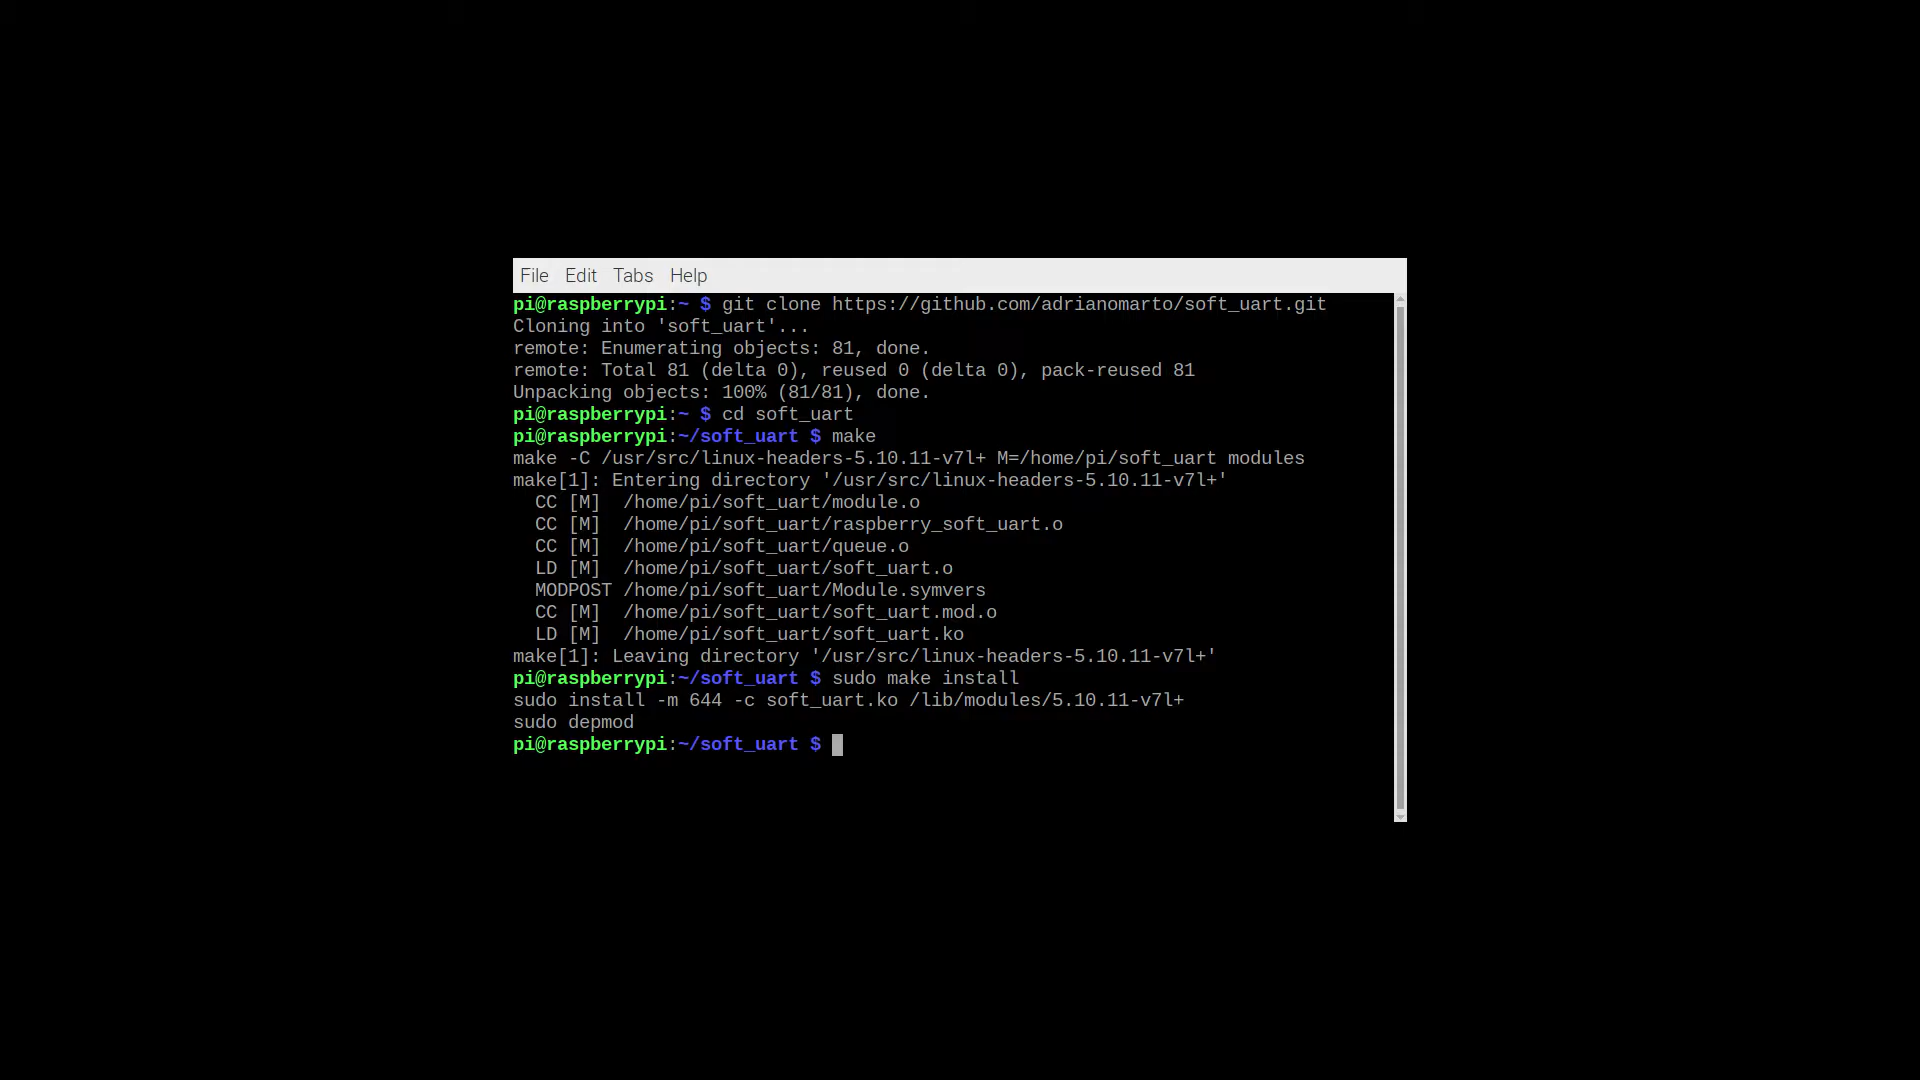 File Edit Tabs Help
pi@raspberrypi:~ $ git clone https://github.com/adrianomarto/soft_uart.git
Cloning into 'soft_uart'...
remote: Enumerating objects: 81, done.
remote: Total 81 (delta 0), reused 0 (delta 0), pack-reused 81
Unpacking objects: 100% (81/81), done.
pi@raspberrypi:~ $ cd soft_uart
pi@raspberrypi:~/soft_uart $ make
make -C /usr/src/linux-headers-5.10.11-v7l+ M=/home/pi/soft_uart modules
make[1]: Entering directory '/usr/src/linux-headers-5.10.11-v7l+'
  CC [M]  /home/pi/soft_uart/module.o
  CC [M]  /home/pi/soft_uart/raspberry_soft_uart.o
  CC [M]  /home/pi/soft_uart/queue.o
  LD [M]  /home/pi/soft_uart/soft_uart.o
  MODPOST /home/pi/soft_uart/Module.symvers
  CC [M]  /home/pi/soft_uart/soft_uart.mod.o
  LD [M]  /home/pi/soft_uart/soft_uart.ko
make[1]: Leaving directory '/usr/src/linux-headers-5.10.11-v7l+'
pi@raspberrypi:~/soft_uart $ sudo make install
sudo install -m 644 -c soft_uart.ko /lib/modules/5.10.11-v7l+
sudo depmod
pi@raspberrypi:~/soft_uart $